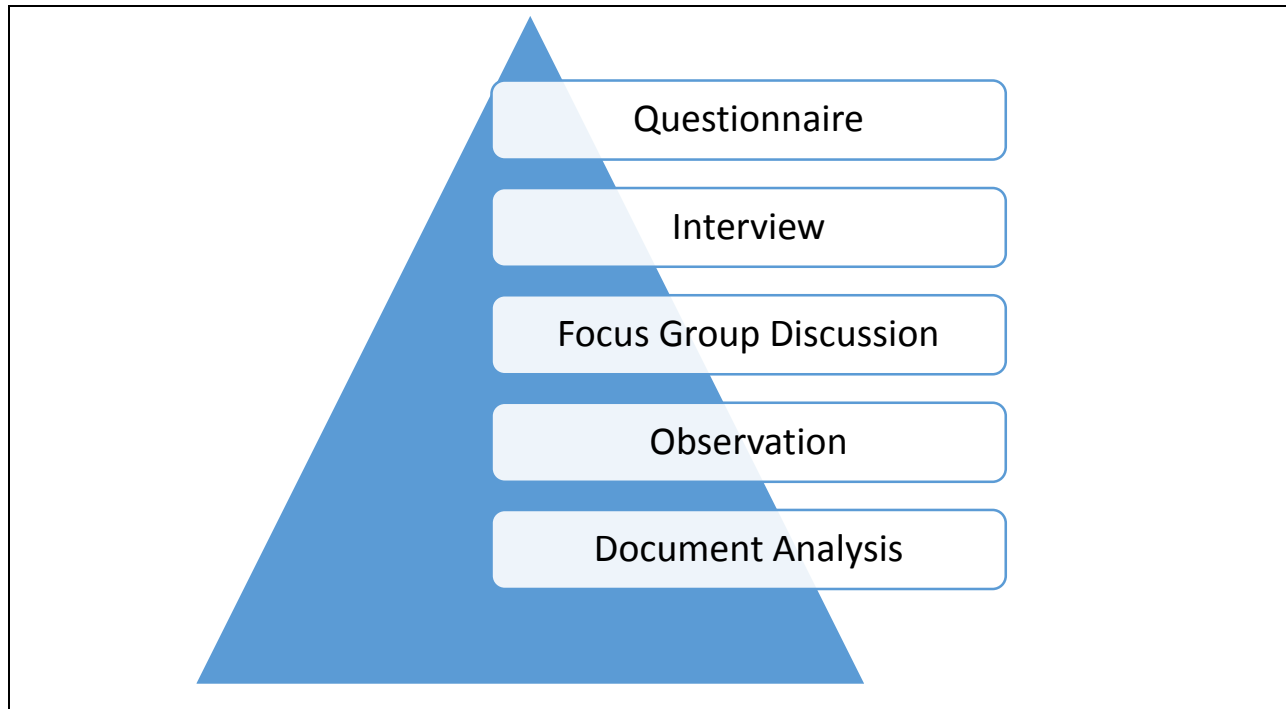 Questionnaire
Interview
Focus Group Discussion
Observation
Document Analysis